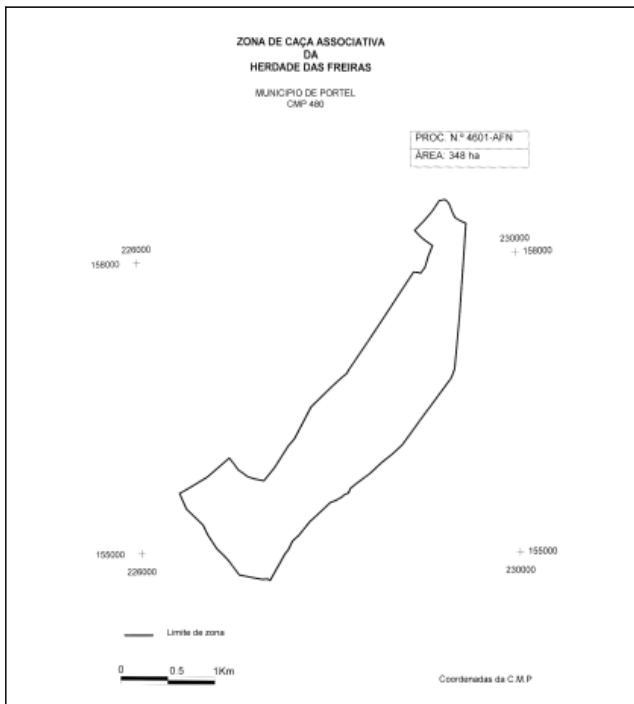 ZONA DE CAÇA ASSOCIATIVA
DA
HERDADE DAS FREIRAS
MUNICIPIO DE PORTEL
CMP 480
PROC. N.º 4601-AFN
ÁREA: 348 ha
226000
158000
230000
158000
155000
226000
155000
230000
Limite de zona
0 0.5 1Km
Coordenadas da C.M.P